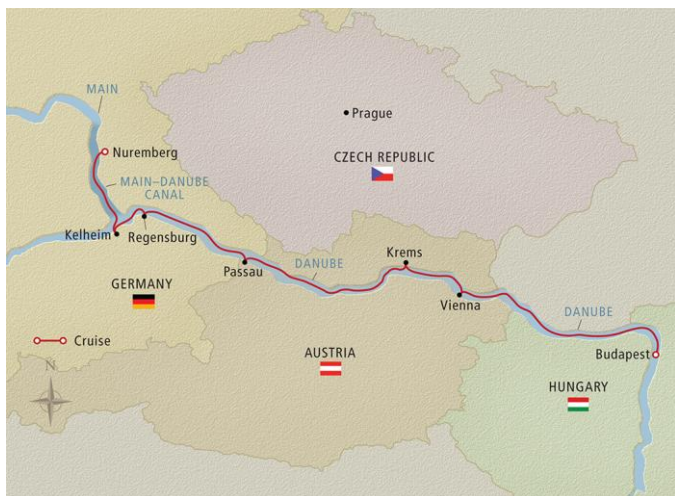 MAIN
Prague
Nuremberg
CZECH REPUBLIC
MAIN–DANUBE
CANAL
Kelheim
Regensburg
Passau
DANUBE
Krems
GERMANY
Vienna
DANUBE
Cruise
AUSTRIA
Budapest
N
HUNGARY